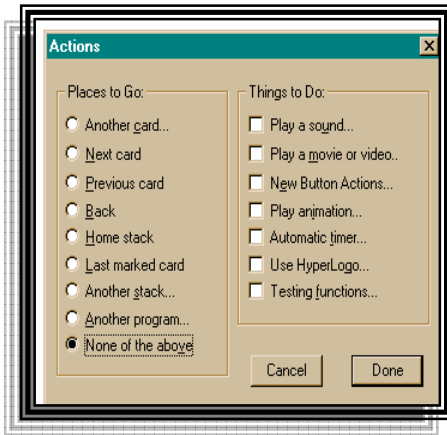 Actions
Places to Go:
Another card...
Next card
Previous card
Back
Home stack
Last marked card
Another stack...
Another program...
None of the above
Things to Do:
Play a sound...
Play a movie or video..
New Button Actions...
Play animation...
Automatic timer...
Use HyperLogo...
Testing functions...
Cancel
Done